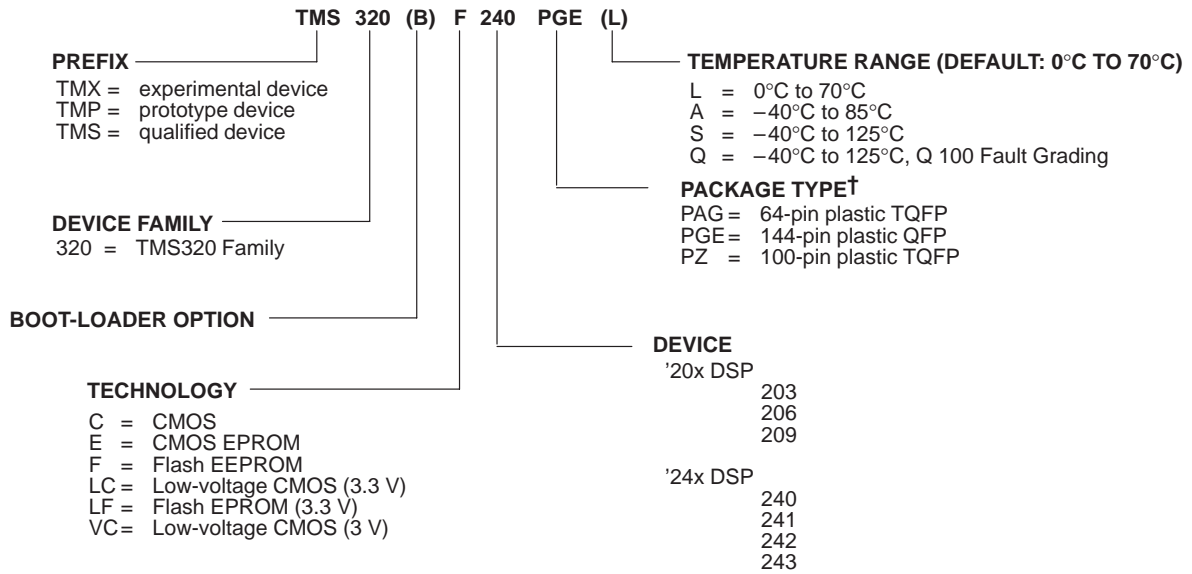 TMS 320 (B) F 240 PGE (L)
PREFIX
TMX = experimental device
TMP = prototype device
TMS = qualified device
DEVICE FAMILY
320 = TMS320 Family
BOOT-LOADER OPTION
TECHNOLOGY
C = CMOS
E = CMOS EPROM
F = Flash EEPROM
LC = Low-voltage CMOS (3.3 V)
LF = Flash EPROM (3.3 V)
VC = Low-voltage CMOS (3 V)
TEMPERATURE RANGE (DEFAULT: 0°C TO 70°C)
L = 0°C to 70°C
A = –40°C to 85°C
S = –40°C to 125°C
Q = –40°C to 125°C, Q 100 Fault Grading
PACKAGE TYPE†
PAG = 64-pin plastic TQFP
PGE = 144-pin plastic QFP
PZ = 100-pin plastic TQFP
DEVICE
’20x DSP
203
206
209
’24x DSP
240
241
242
243